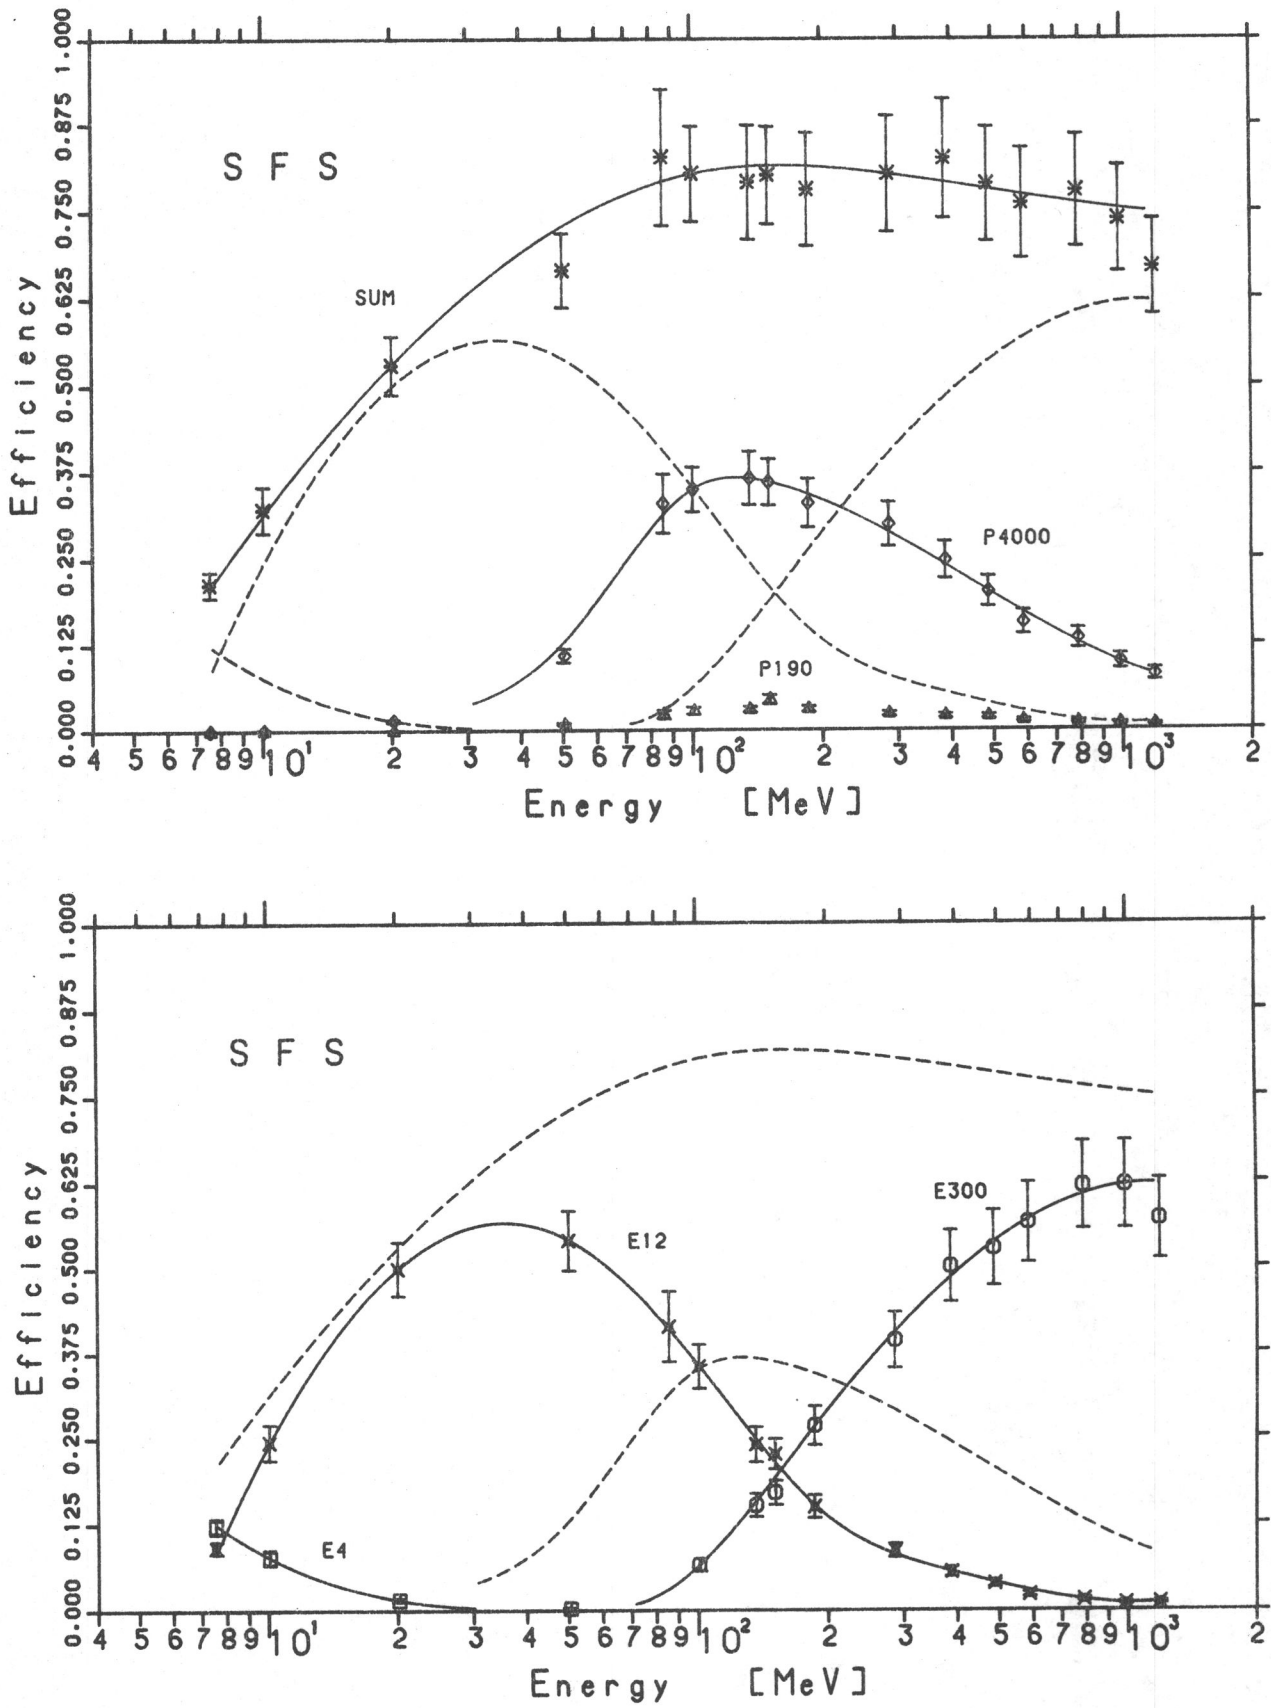 1.000
0.875
0.750
0.625
0.500
0.375
0.250
0.125
0.000
Efficiency
S F S
SUM
P4000
P190
4 5 6 7 8 9 10¹ 2 3 4 5 6 7 8 9 10² 2 3 4 5 6 7 8 9 10³ 2
Energy [MeV]
1.000
0.875
0.750
0.625
0.500
0.375
0.250
0.125
0.000
Efficiency
S F S
E300
E12
E4
4 5 6 7 8 9 10¹ 2 3 4 5 6 7 8 9 10² 2 3 4 5 6 7 8 9 10³ 2
Energy [MeV]